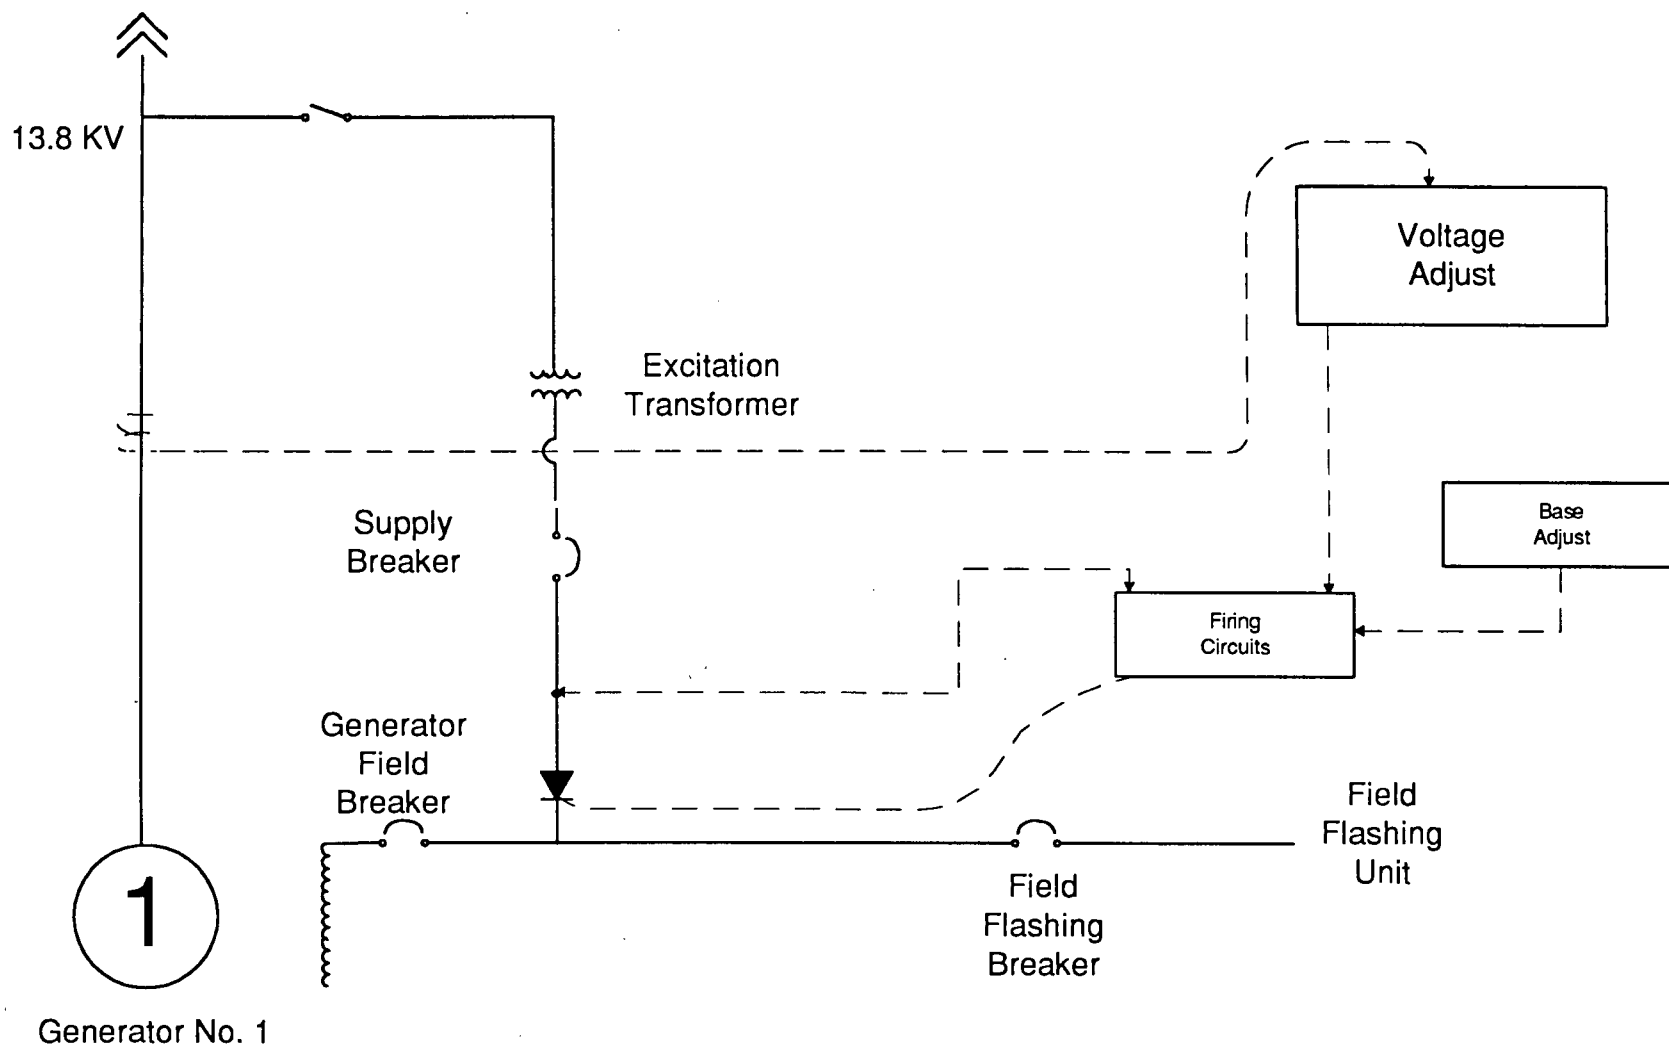 13.8 KV
Voltage
Adjust
Excitation
Transformer
Supply
Breaker
Base
Adjust
Firing
Circuits
Generator
Field
Breaker
Field
Flashing
Unit
Field
Flashing
Breaker
1
Generator No. 1